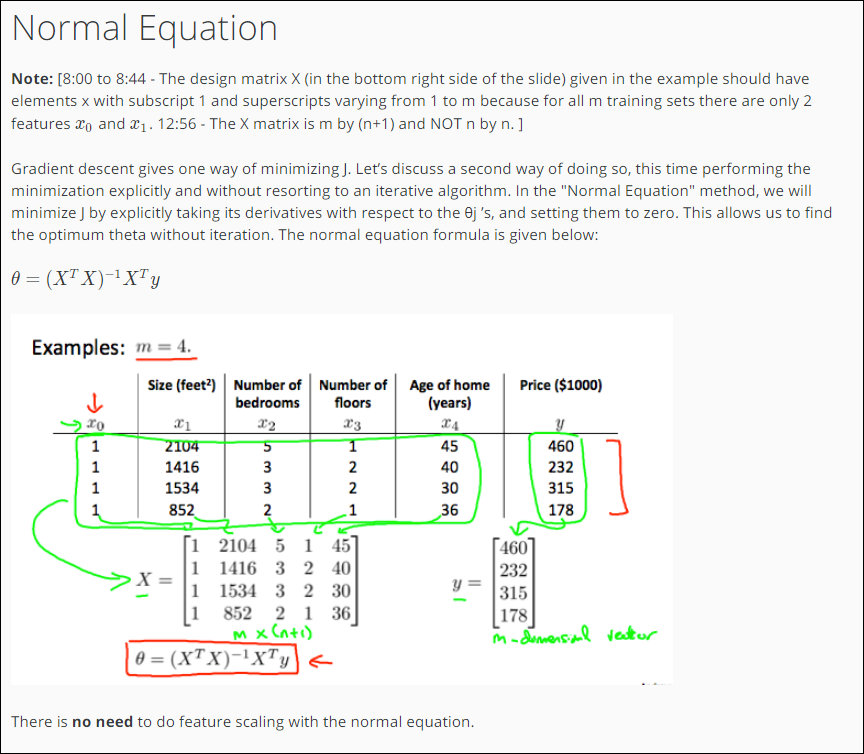 Normal Equation
Note: [8:00 to 8:44 - The design matrix X (in the bottom right side of the slide) given in the example should have
elements x with subscript 1 and superscripts varying from 1 to m because for all m training sets there are only 2
features x₀ and x₁. 12:56 - The X matrix is m by (n+1) and NOT n by n. ]
Gradient descent gives one way of minimizing J. Let's discuss a second way of doing so, this time performing the
minimization explicitly and without resorting to an iterative algorithm. In the "Normal Equation" method, we will
minimize J by explicitly taking its derivatives with respect to the θj 's, and setting them to zero. This allows us to find
the optimum theta without iteration. The normal equation formula is given below:
θ = (XᵀX)⁻¹Xᵀy
Examples: m = 4.
Size (feet²) Number of bedrooms Number of floors Age of home (years) Price ($1000)
x₀ x₁ x₂ x₃ x₄ y
1 2104 5 1 45 460
1 1416 3 2 40 232
1 1534 3 2 30 315
1 852 2 1 36 178
X =
1 2104 5 1 45
1 1416 3 2 40
1 1534 3 2 30
1 852 2 1 36
m x (n+1)
y =
460
232
315
178
m-dimensional vector
θ = (XᵀX)⁻¹Xᵀy
There is no need to do feature scaling with the normal equation.